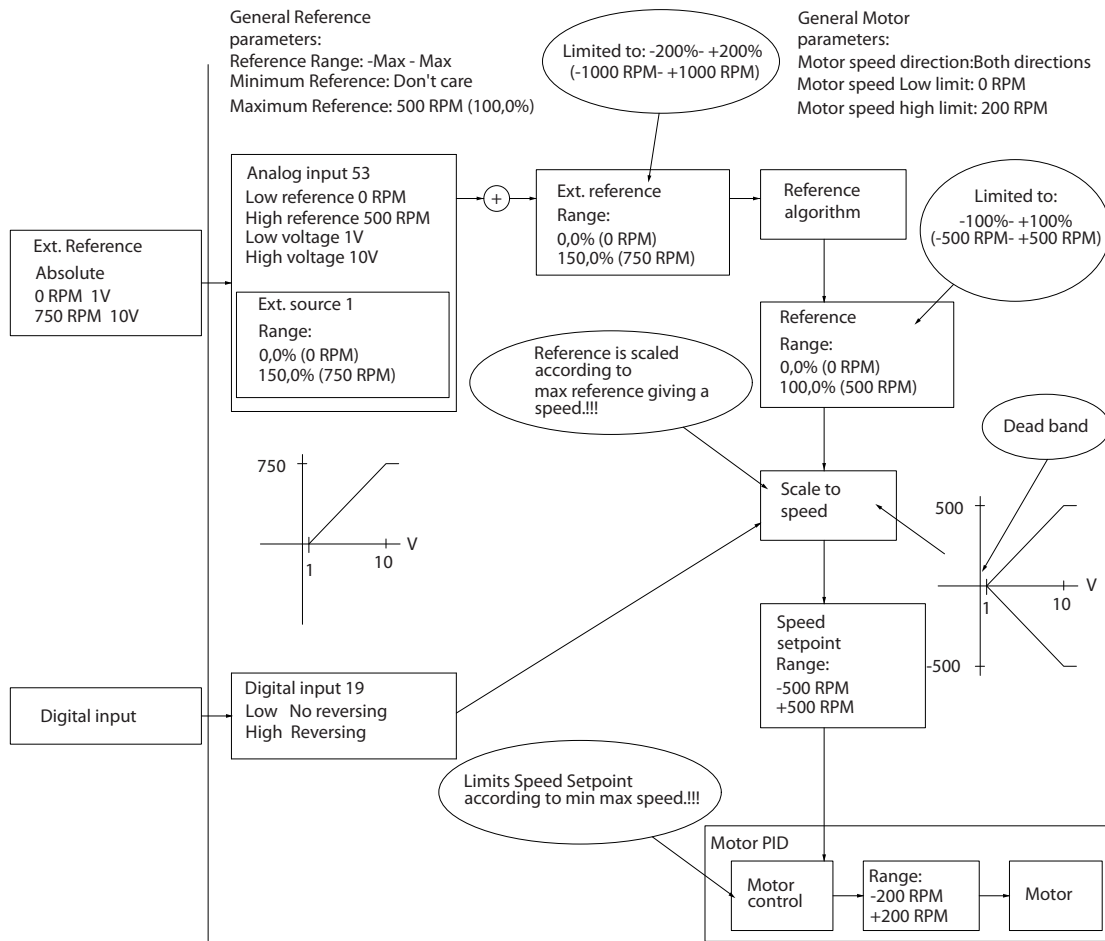 General Reference
parameters:
Reference Range: -Max - Max
Minimum Reference: Don't care
Maximum Reference: 500 RPM (100,0%)
Limited to: -200%- +200%
(-1000 RPM- +1000 RPM)
General Motor
parameters:
Motor speed direction:Both directions
Motor speed Low limit: 0 RPM
Motor speed high limit: 200 RPM
Ext. Reference
Absolute
0 RPM 1V
750 RPM 10V
Analog input 53
Low reference 0 RPM
High reference 500 RPM
Low voltage 1V
High voltage 10V
Ext. source 1
Range:
0,0% (0 RPM)
150,0% (750 RPM)
+
Ext. reference
Range:
0,0% (0 RPM)
150,0% (750 RPM)
Reference
algorithm
Limited to:
-100%- +100%
(-500 RPM- +500 RPM)
Reference
Range:
0,0% (0 RPM)
100,0% (500 RPM)
Reference is scaled
according to
max reference giving a
speed.!!!
Dead band
750
1
10
V
Scale to
speed
500
1
10
V
-500
Speed
setpoint
Range:
-500 RPM
+500 RPM
Digital input
Digital input 19
Low No reversing
High Reversing
Limits Speed Setpoint
according to min max speed.!!!
Motor PID
Motor
control
Range:
-200 RPM
+200 RPM
Motor